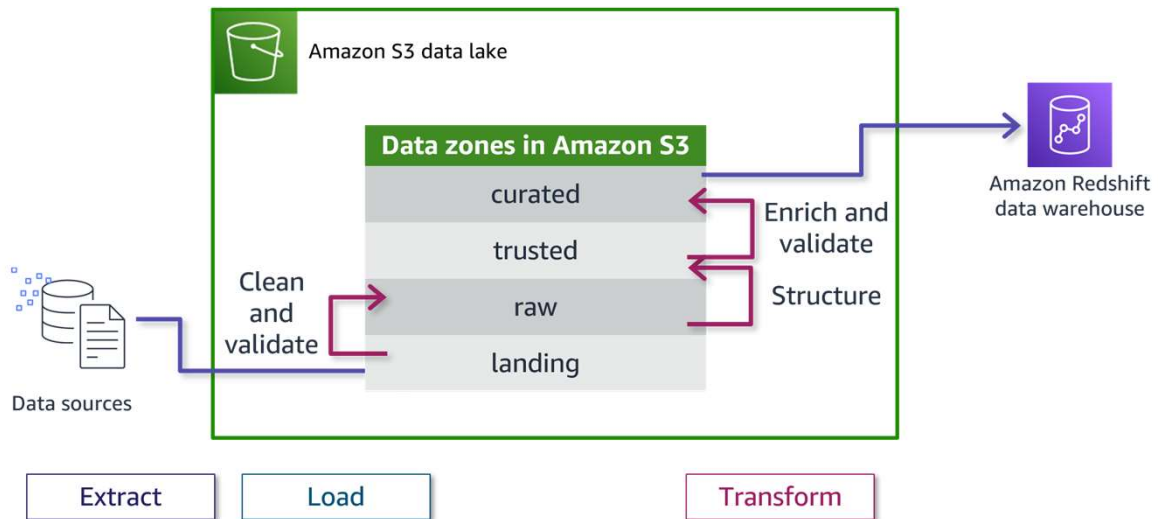 Amazon S3 data lake
Data zones in Amazon S3
curated
trusted
raw
landing
Clean
and
validate
Enrich and
validate
Structure
Amazon Redshift
data warehouse
Data sources
Extract
Load
Transform